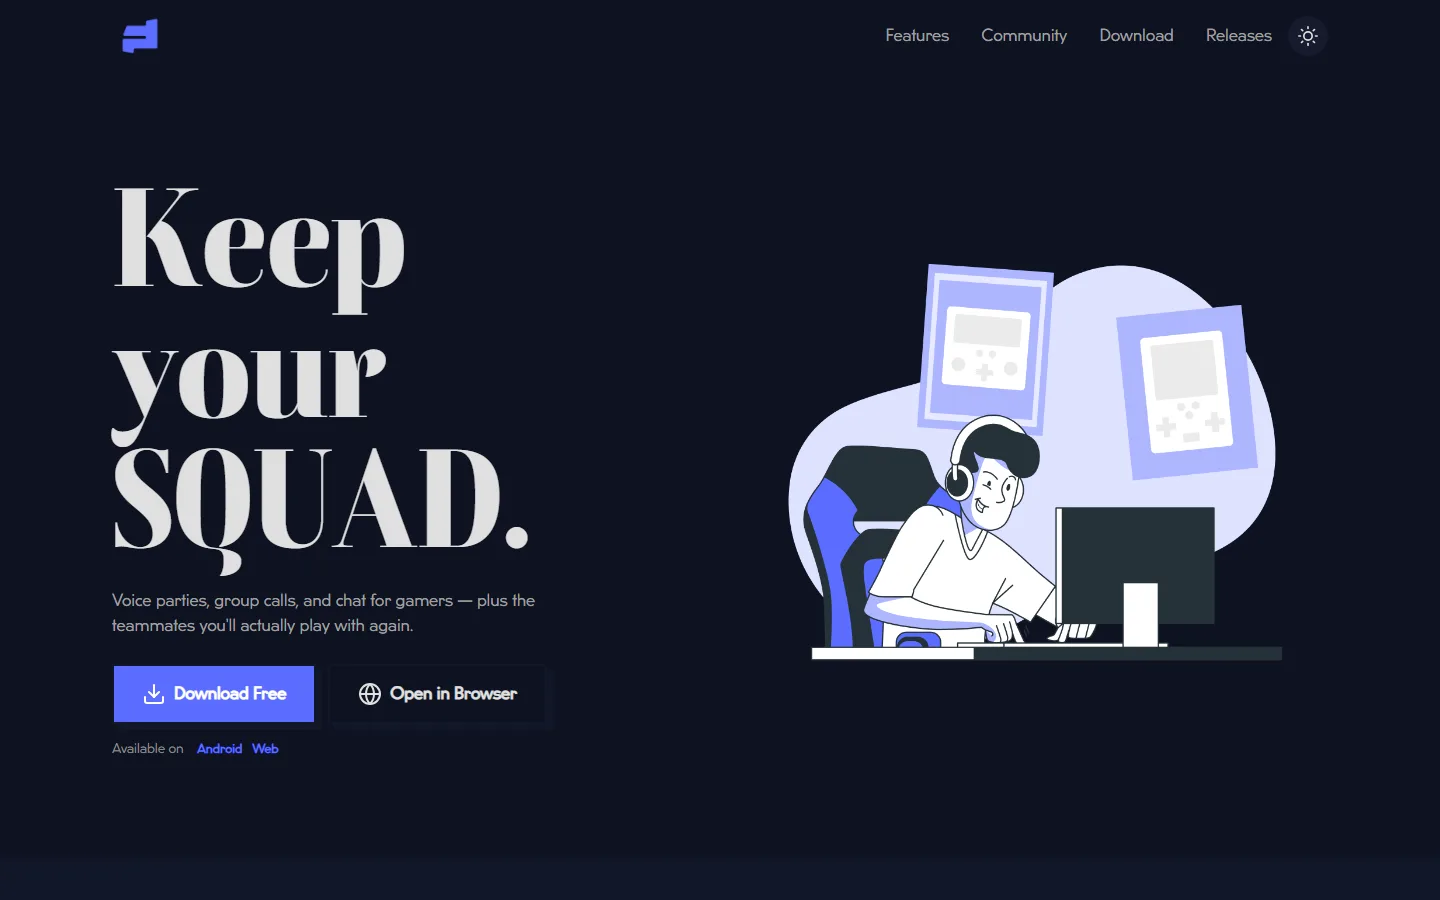 Features Community Download Releases
Keep
your
SQUAD.
Voice parties, group calls, and chat for gamers — plus the
teammates you'll actually play with again.
Download Free Open in Browser
Available on Android Web